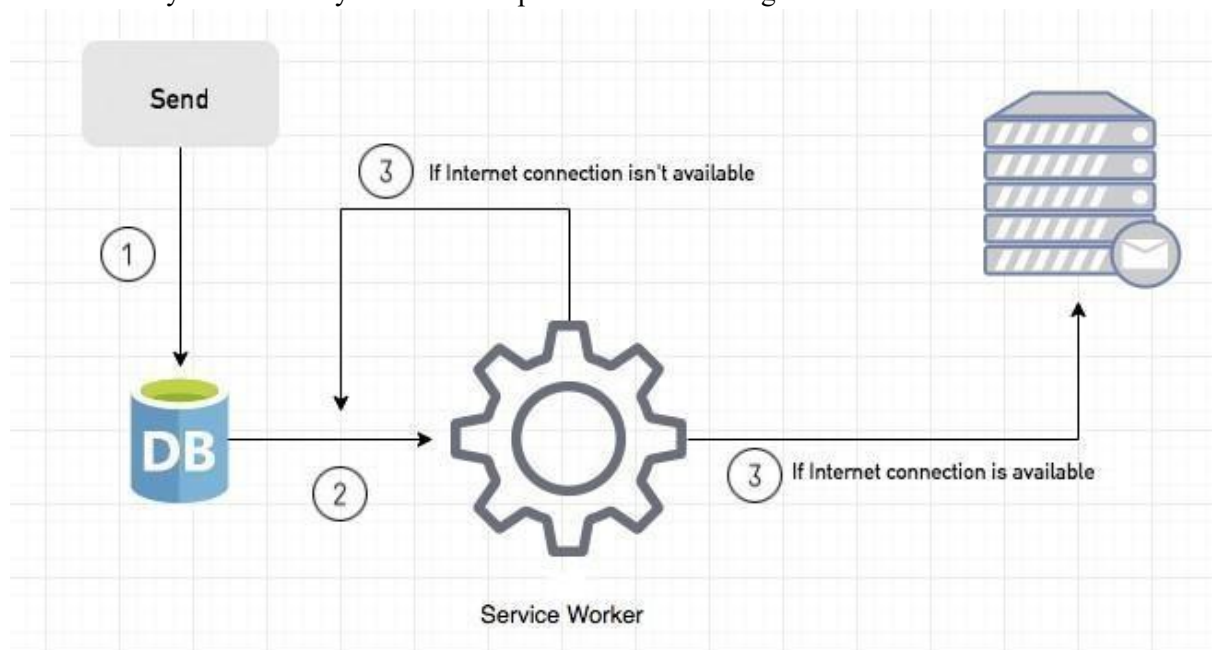 Send
3 If Internet connection isn't available
1
DB
2
3 If Internet connection is available
Service Worker